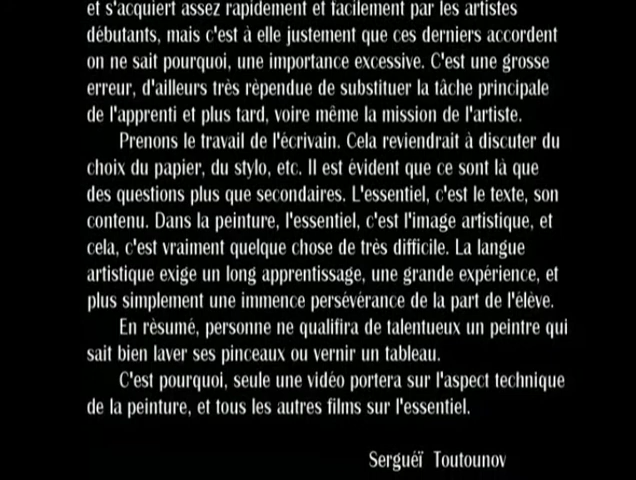 et s'acquiert assez rapidement et facilement par les artistes
débutants, mais c'est à elle justement que ces derniers accordent
on ne sait pourquoi, une importance excessive. C'est une grosse
erreur, d'ailleurs très rèpendue de substituer la tâche principale
de l'apprenti et plus tard, voire même la mission de l'artiste.
Prenons le travail de l'écrivain. Cela reviendrait à discuter du
choix du papier, du stylo, etc. Il est évident que ce sont là que
des questions plus que secondaires. L'essentiel, c'est le texte, son
contenu. Dans la peinture, l'essentiel, c'est l'image artistique, et
cela, c'est vraiment quelque chose de très difficile. La langue
artistique exige un long apprentissage, une grande expérience, et
plus simplement une immence persévérance de la part de l'élève.
En rèsumé, personne ne qualifira de talentueux un peintre qui
sait bien laver ses pinceaux ou vernir un tableau.
C'est pourquoi, seule une vidéo portera sur l'aspect technique
de la peinture, et tous les autres films sur l'essentiel.
Serguéï Toutounov